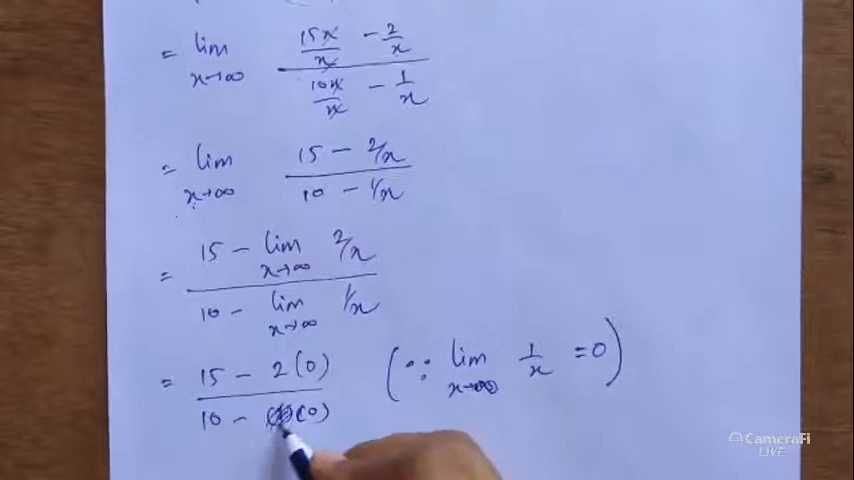 = lim x→∞ (15x/x - 2/x) / (10x/x - 1/x)
= lim x→∞ (15 - 2/x) / (10 - 1/x)
= (15 - lim x→∞ 2/x) / (10 - lim x→∞ 1/x)
= (15 - 2(0)) / (10 - (0)) (∵ lim x→∞ 1/x = 0)
CameraFi
LIVE